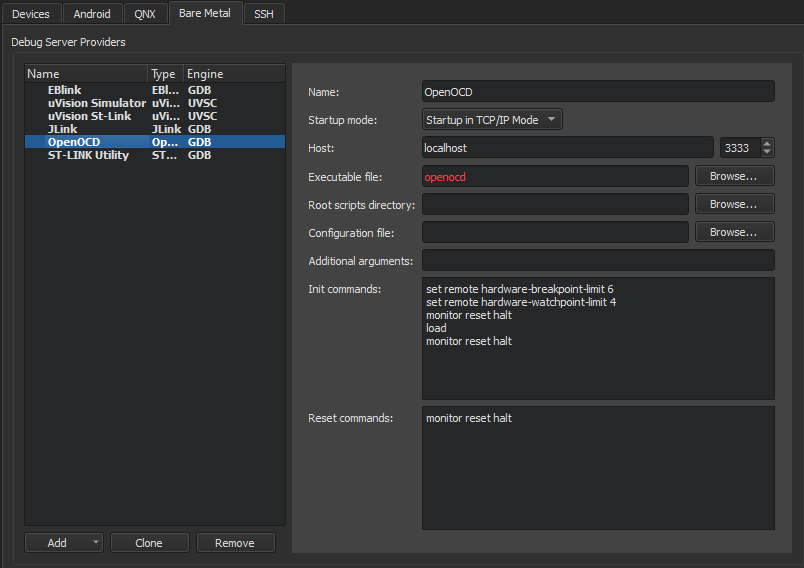 Devices Android QNX Bare Metal SSH
Debug Server Providers
Name Type Engine
EBlink EBl... GDB
uVision Simulator uVi... UVSC
uVision St-Link uVi... UVSC
JLink JLink GDB
OpenOCD Op... GDB
ST-LINK Utility ST... GDB
Add Clone Remove
Name: OpenOCD
Startup mode: Startup in TCP/IP Mode
Host: localhost 3333
Executable file: openocd Browse...
Root scripts directory: Browse...
Configuration file: Browse...
Additional arguments:
Init commands: set remote hardware-breakpoint-limit 6
set remote hardware-watchpoint-limit 4
monitor reset halt
load
monitor reset halt
Reset commands: monitor reset halt